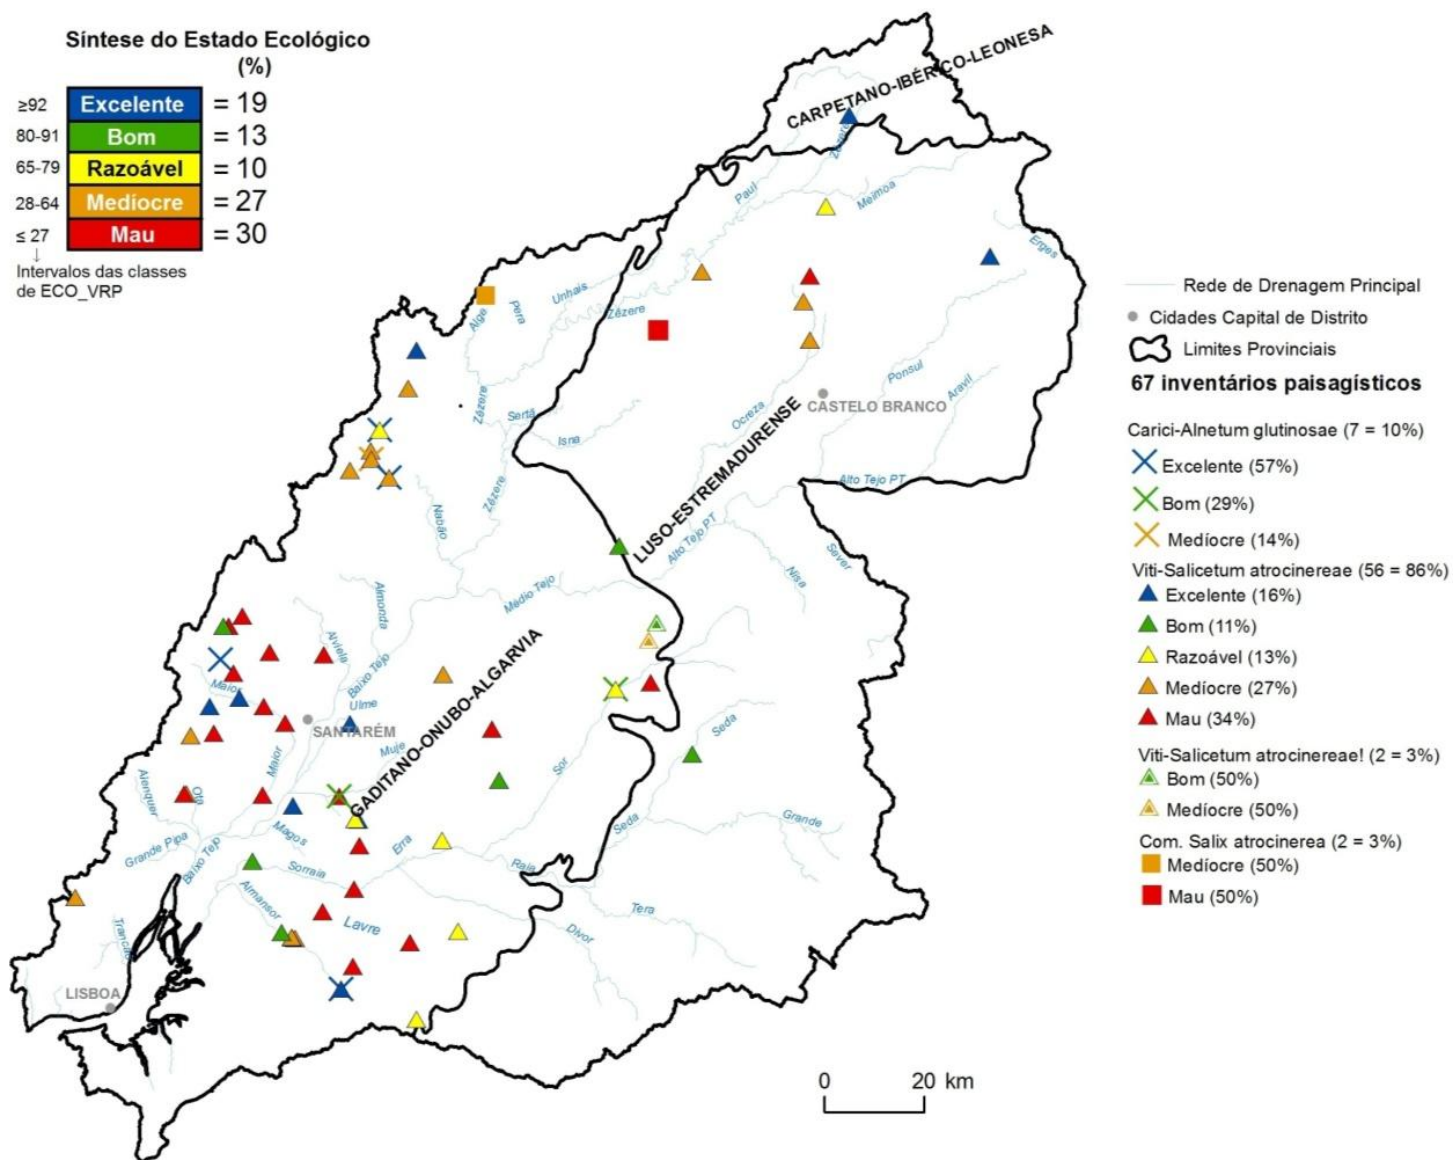 Síntese do Estado Ecológico
(%)
≥92 Excelente = 19
80-91 Bom = 13
65-79 Razoável = 10
28-64 Medíocre = 27
≤ 27 Mau = 30
Intervalos das classes
de ECO_VRP
CARPETANO-IBÉRICO-LEONESA
Zêzere
Paul
Meimoa
Erges
Unhais
Zêzere
Alge
Pera
Ponsul
Aravil
CASTELO BRANCO
Ocreza
Zêzere
Sertã
Isna
LUSO-ESTREMADURENSE
Alto Tejo PT
Zêzere
Nabão
Alto Tejo PT
Sever
Nisa
Médio Tejo
Almonda
Alviela
Baixo Tejo
Maior
Ulme
SANTARÉM
GADITANO-ONUBO-ALGARVIA
Muje
Maior
Seda
Sor
Alenquer
Ota
Magos
Grande Pipa
Baixo Tejo
Seda
Grande
Erra
Raia
Sorraia
Almansor
Lavre
Tera
Divor
Trancão
LISBOA
0 20 km
Rede de Drenagem Principal
Cidades Capital de Distrito
Limites Provinciais
67 inventários paisagísticos
Carici-Alnetum glutinosae (7 = 10%)
Excelente (57%)
Bom (29%)
Medíocre (14%)
Viti-Salicetum atrocinereae (56 = 86%)
Excelente (16%)
Bom (11%)
Razoável (13%)
Medíocre (27%)
Mau (34%)
Viti-Salicetum atrocinereae! (2 = 3%)
Bom (50%)
Medíocre (50%)
Com. Salix atrocinerea (2 = 3%)
Medíocre (50%)
Mau (50%)